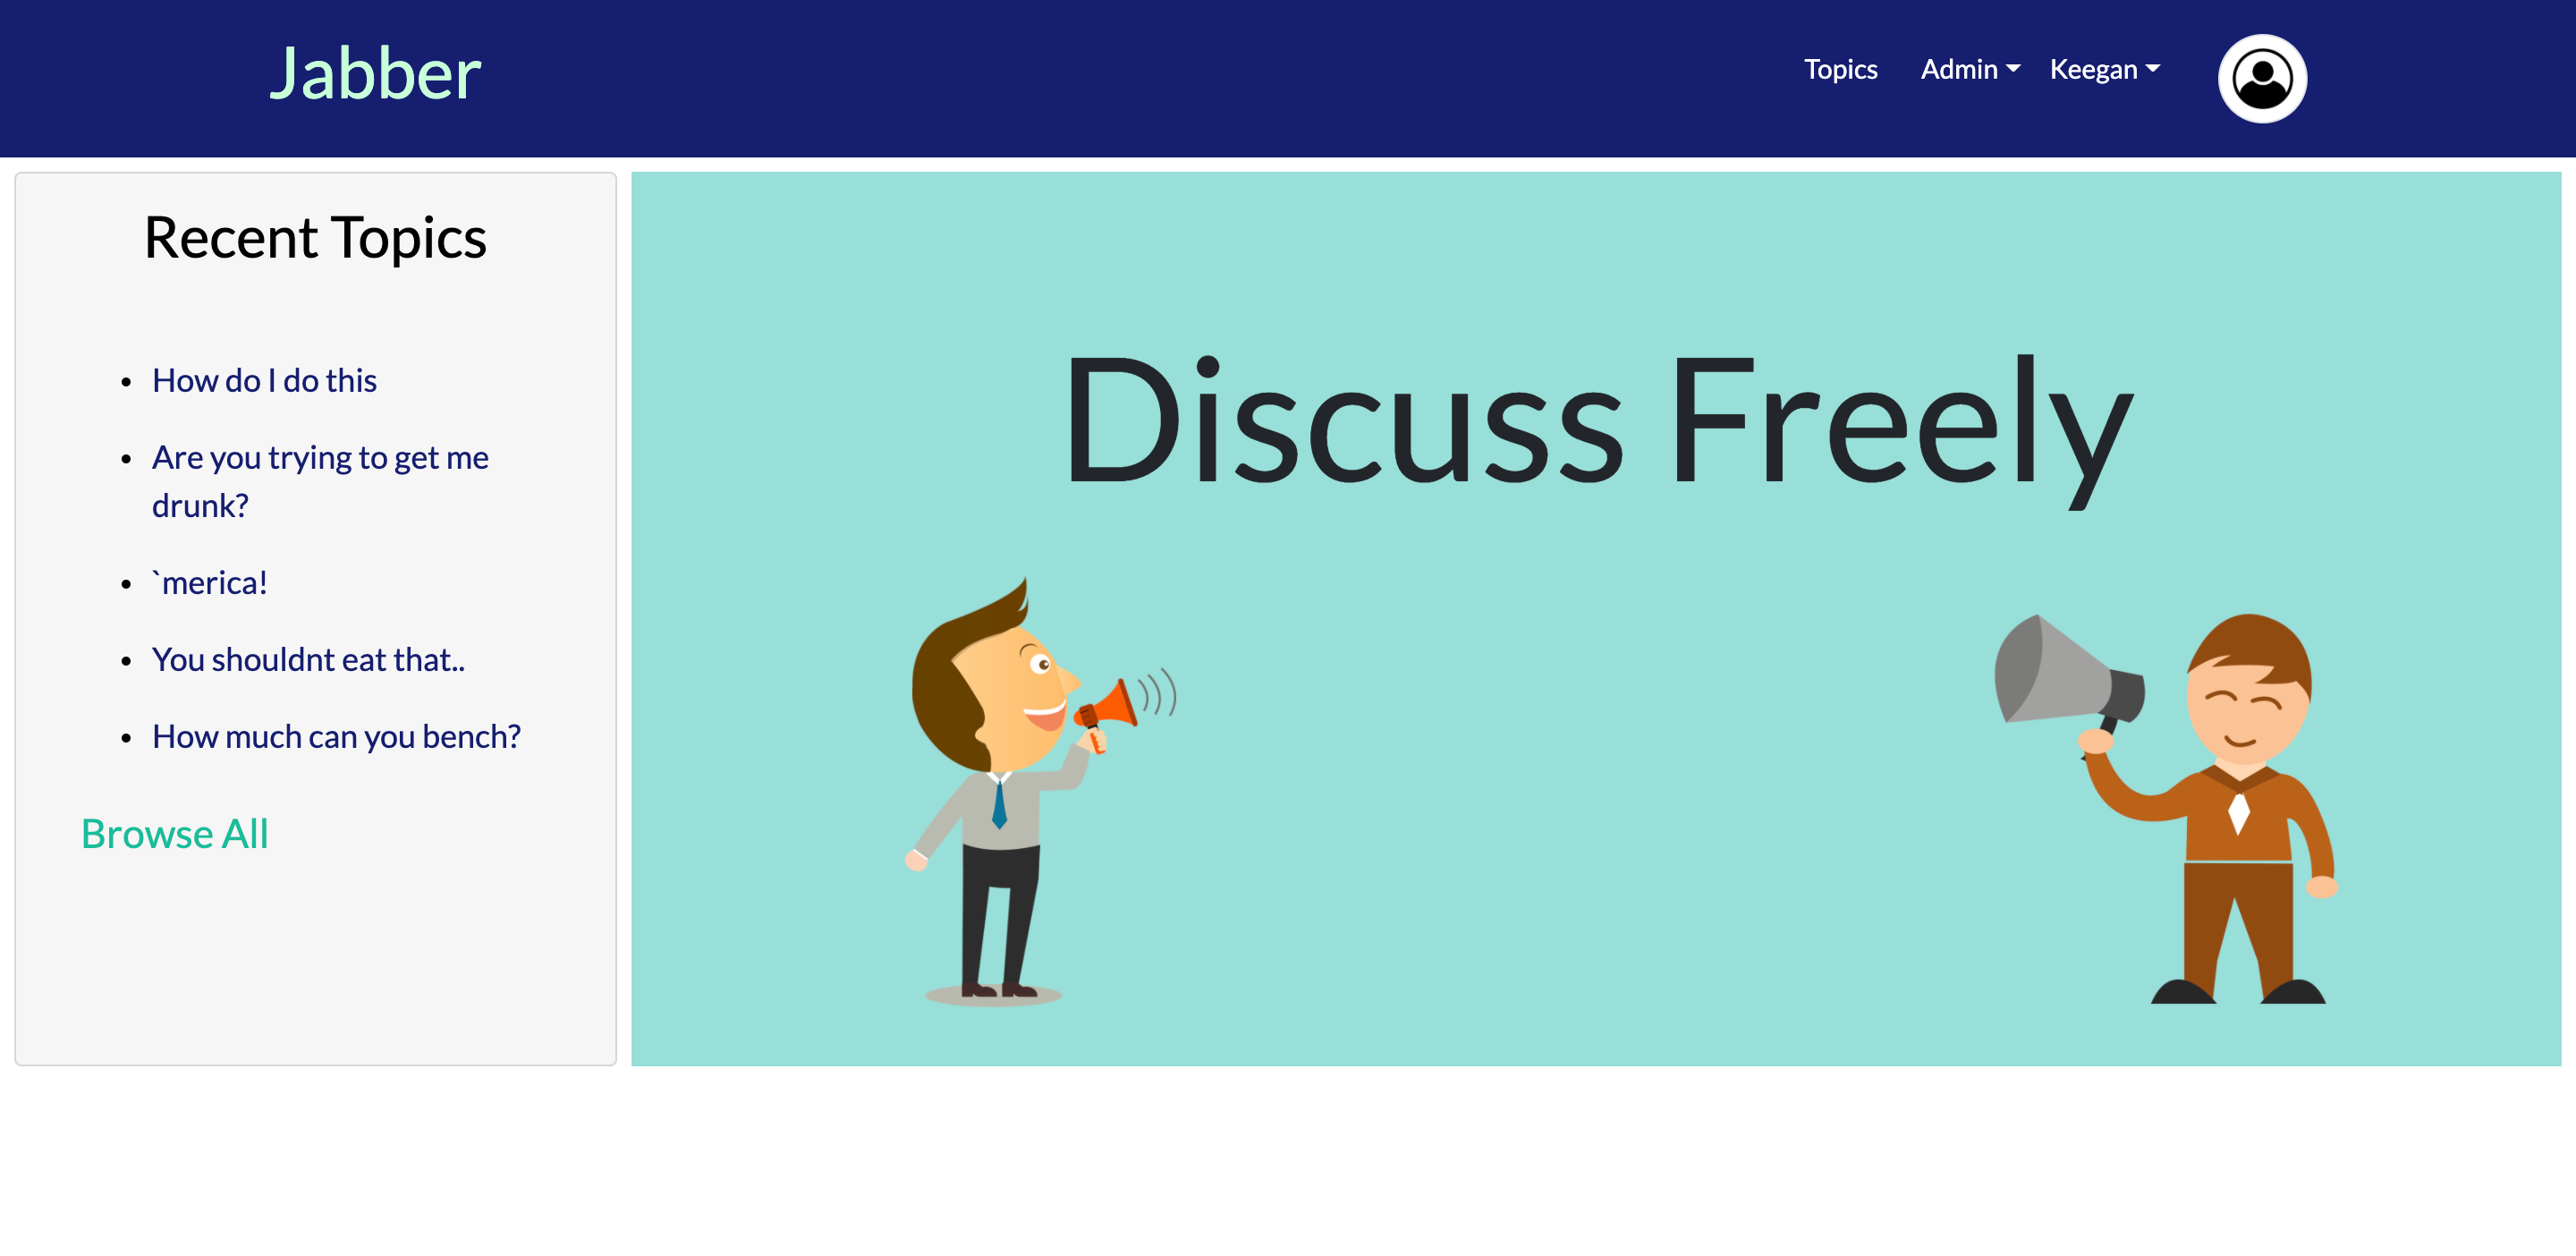 Jabber
Topics Admin Keegan
Recent Topics
How do I do this
Are you trying to get me
drunk?
`merica!
You shouldnt eat that..
How much can you bench?
Browse All
Discuss Freely